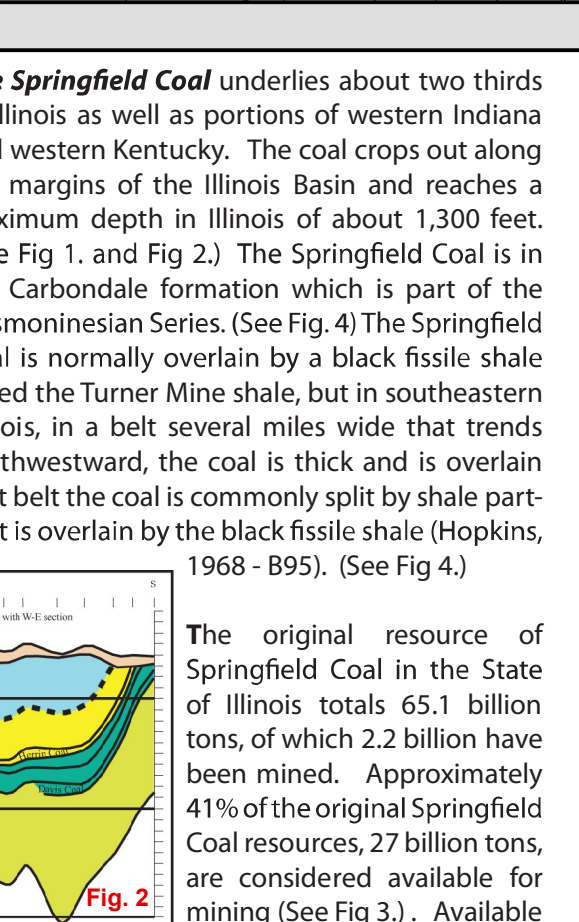 e Springfield Coal underlies about two thirds
llinois as well as portions of western Indiana
western Kentucky. The coal crops out along
margins of the Illinois Basin and reaches a
ximum depth in Illinois of about 1,300 feet.
e Fig 1. and Fig 2.) The Springfield Coal is in
Carbondale formation which is part of the
smoninesian Series. (See Fig. 4) The Springfield
al is normally overlain by a black fissile shale
ed the Turner Mine shale, but in southeastern
ois, in a belt several miles wide that trends
thwestward, the coal is thick and is overlain
t belt the coal is commonly split by shale part-
t is overlain by the black fissile shale (Hopkins,
1968 - B95). (See Fig 4.)
S
with W-E section
Herrin Coal
Davis Coal
Fig. 2
The original resource of
Springfield Coal in the State
of Illinois totals 65.1 billion
tons, of which 2.2 billion have
been mined. Approximately
41% of the original Springfield
Coal resources, 27 billion tons,
are considered available for
mining (See Fig 3.) . Available